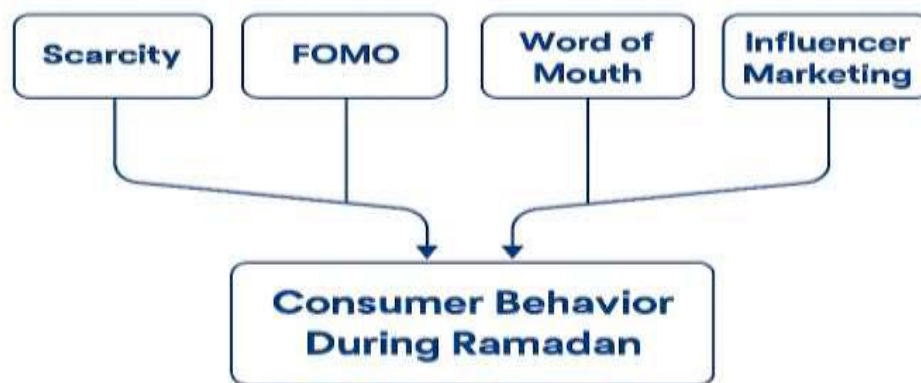 Scarcity
FOMO
Word of
Mouth
Influencer
Marketing
Consumer Behavior
During Ramadan